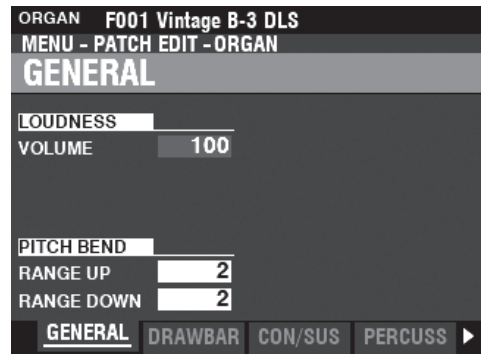 ORGAN F001 Vintage B-3 DLS
MENU - PATCH EDIT - ORGAN
GENERAL
LOUDNESS
VOLUME 100
PITCH BEND
RANGE UP 2
RANGE DOWN 2
GENERAL DRAWBAR CON/SUS PERCUSS